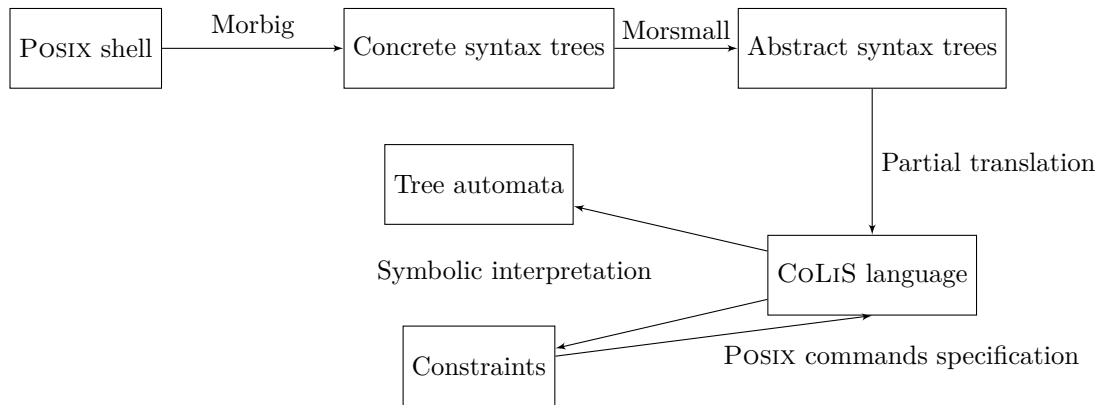 Morbig
Morsmall
POSIX shell
Concrete syntax trees
Abstract syntax trees
Partial translation
Tree automata
Symbolic interpretation
CoLiS language
POSIX commands specification
Constraints